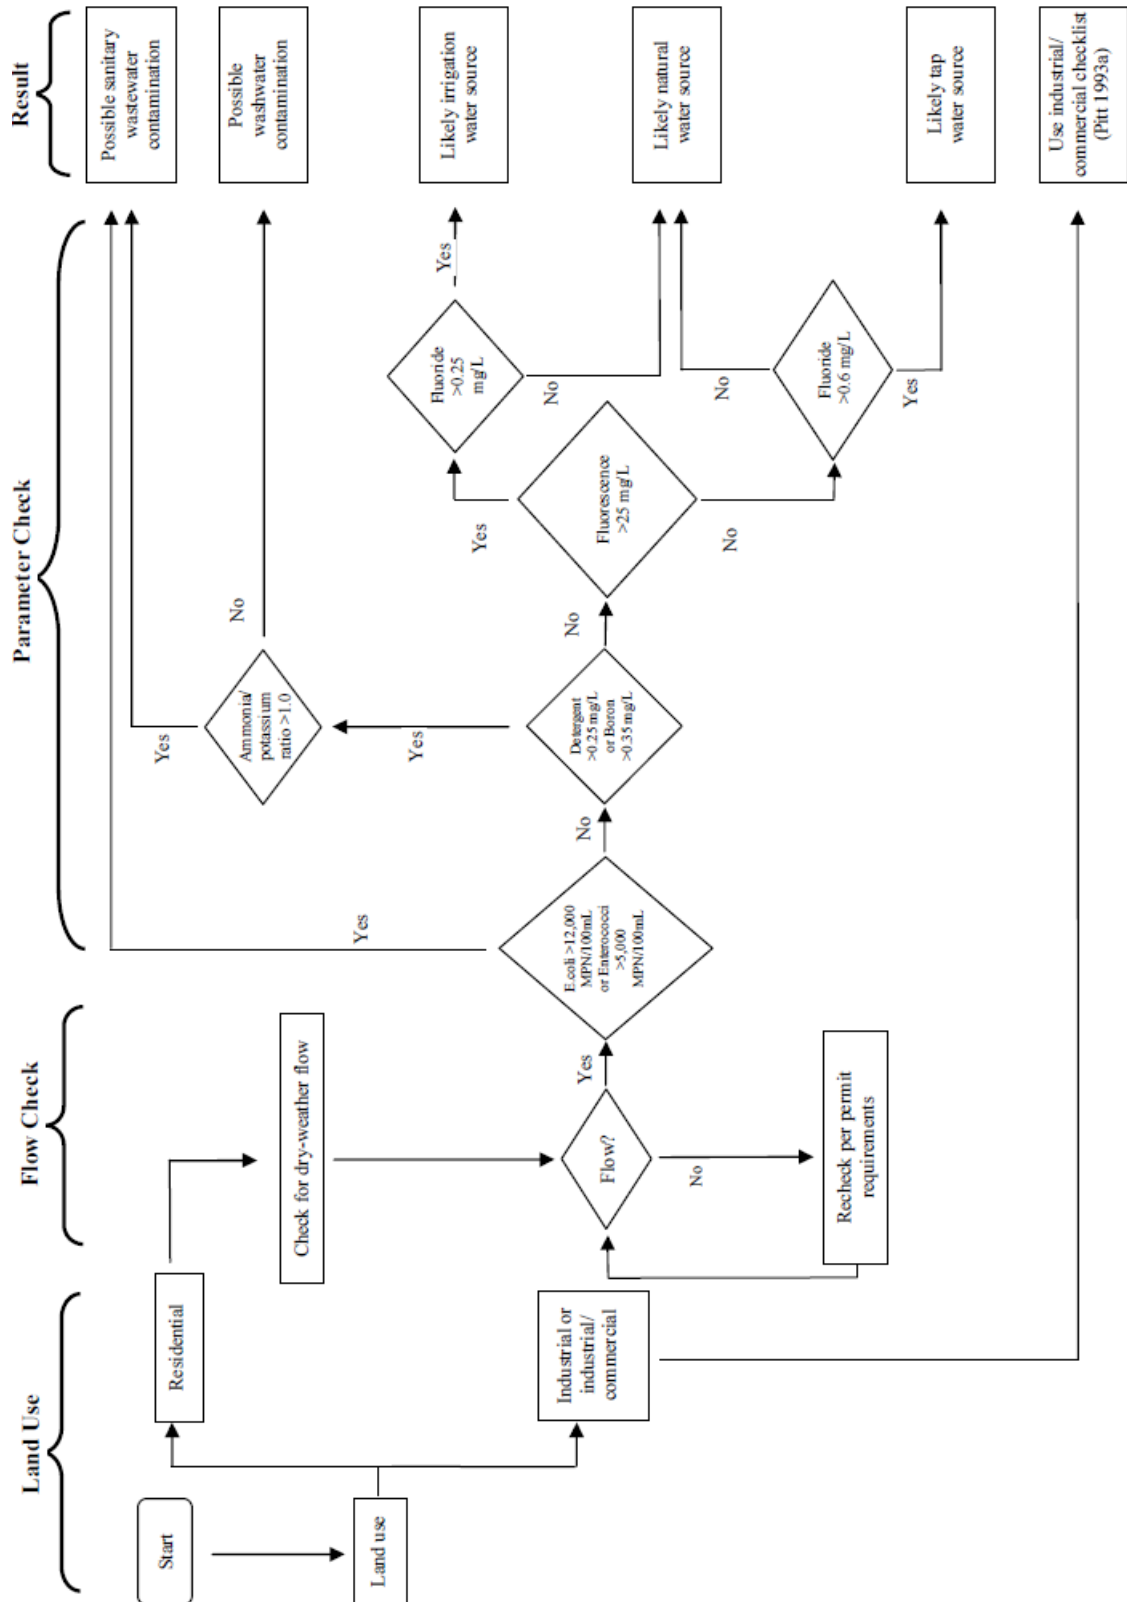 Land Use
Flow Check
Parameter Check
Result
Start
Land use
Residential
Industrial or
industrial/
commercial
Check for dry-weather flow
Flow?
Yes
No
Recheck per permit
requirements
E.coli >12,000
MPN/100mL
or Enterococci
>5,000
MPN/100mL
Yes
No
Detergent
>0.25 mg/L
or Boron
>0.35 mg/L
Yes
No
Ammonia/
potassium
ratio >1.0
Yes
No
Fluorescence
>25 mg/L
Yes
No
Fluoride
>0.25
mg/L
Yes
No
Fluoride
>0.6 mg/L
No
Yes
Possible sanitary
wastewater
contamination
Possible
washwater
contamination
Likely irrigation
water source
Likely natural
water source
Likely tap
water source
Use industrial/
commercial checklist
(Pitt 1993a)